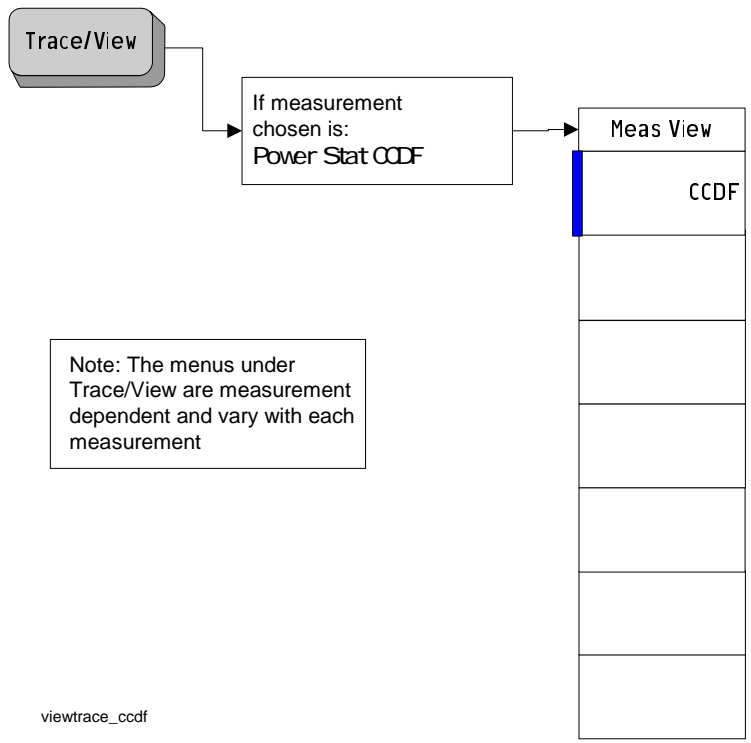 Trace/View
If measurement
chosen is:
Power Stat CCDF
Meas View
CCDF
Note: The menus under
Trace/View are measurement
dependent and vary with each
measurement
viewtrace_ccdf